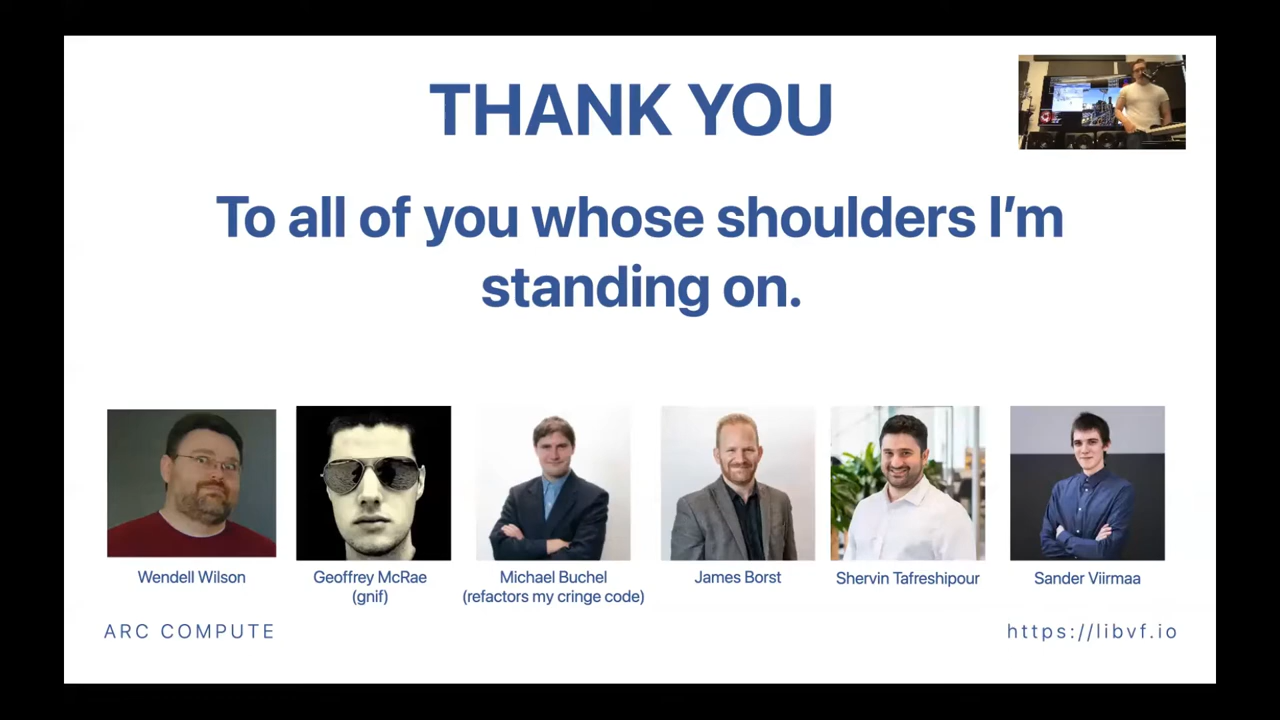 THANK YOU
To all of you whose shoulders I’m
standing on.
Wendell Wilson
Geoffrey McRae
(gnif)
Michael Buchel
(refactors my cringe code)
James Borst
Shervin Tafreshipour
Sander Viirmaa
ARC COMPUTE
https://libvf.io